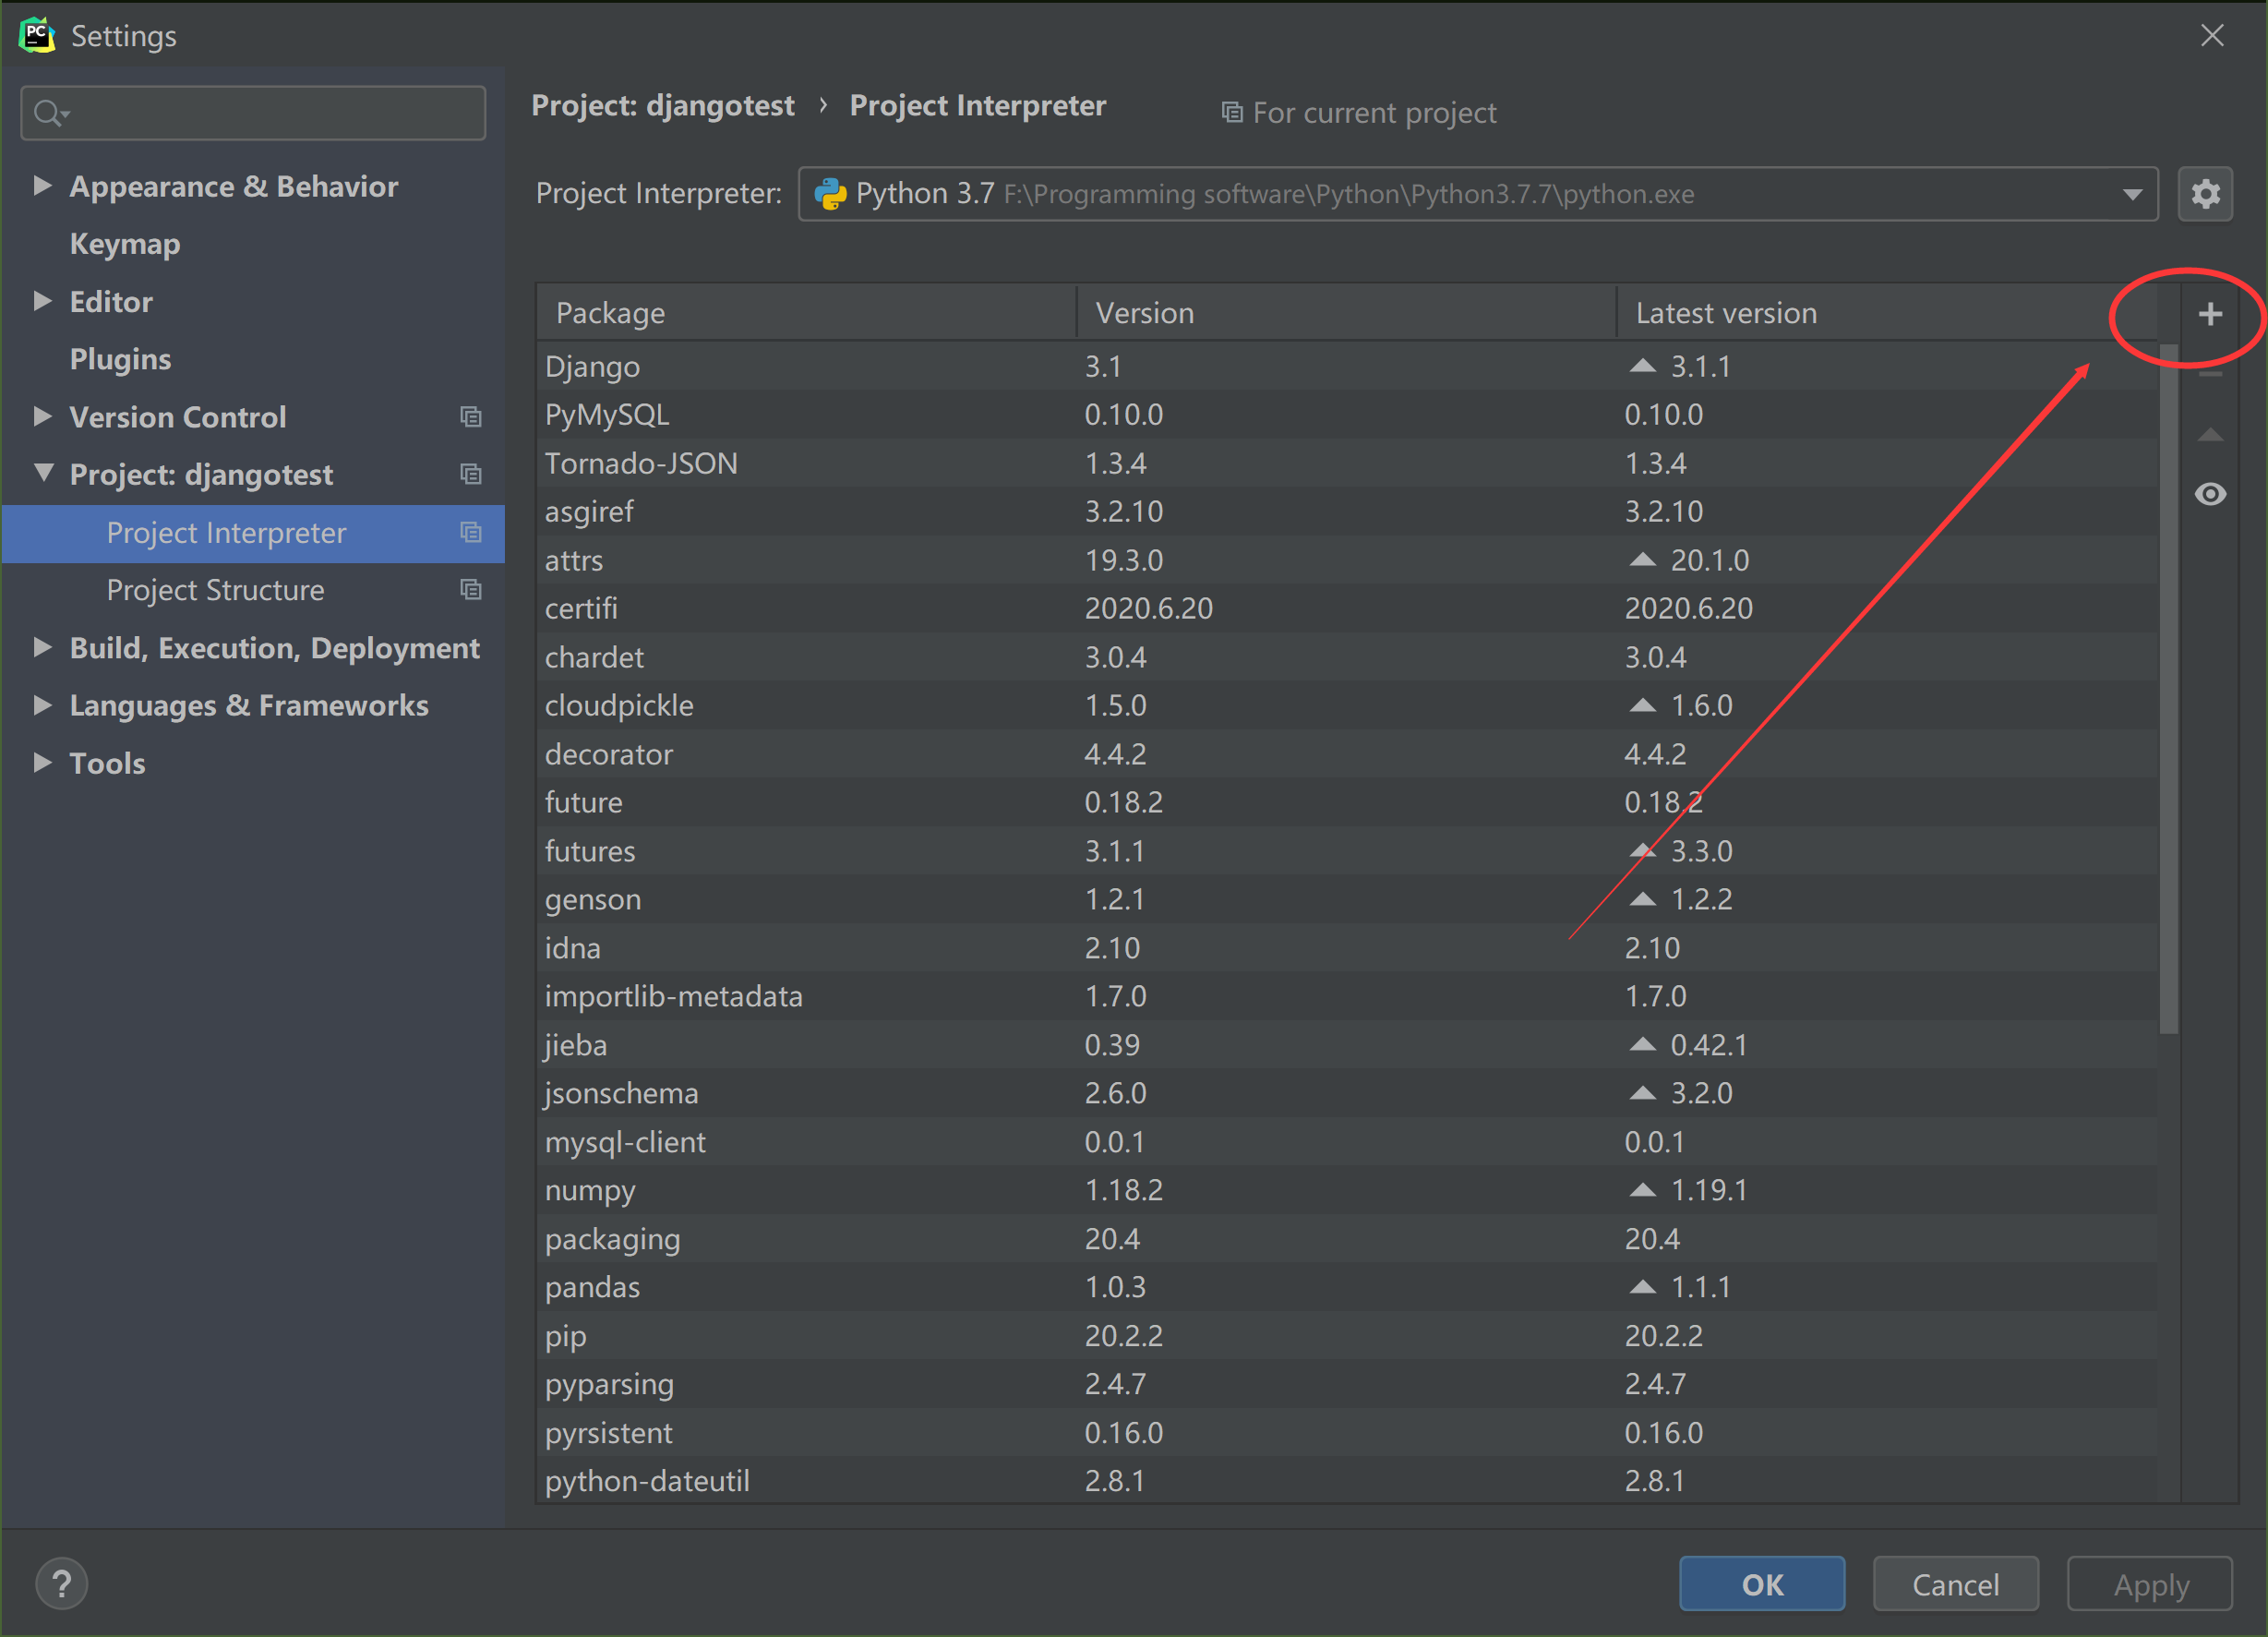 PC Settings
Project: djangotest › Project Interpreter For current project
Project Interpreter: Python 3.7 F:\Programming software\Python\Python3.7.7\python.exe
Appearance & Behavior
Keymap
Editor
Plugins
Version Control
Project: djangotest
Project Interpreter
Project Structure
Build, Execution, Deployment
Languages & Frameworks
Tools
Package Version Latest version
Django 3.1 3.1.1
PyMySQL 0.10.0 0.10.0
Tornado-JSON 1.3.4 1.3.4
asgiref 3.2.10 3.2.10
attrs 19.3.0 20.1.0
certifi 2020.6.20 2020.6.20
chardet 3.0.4 3.0.4
cloudpickle 1.5.0 1.6.0
decorator 4.4.2 4.4.2
future 0.18.2 0.18.2
futures 3.1.1 3.3.0
genson 1.2.1 1.2.2
idna 2.10 2.10
importlib-metadata 1.7.0 1.7.0
jieba 0.39 0.42.1
jsonschema 2.6.0 3.2.0
mysql-client 0.0.1 0.0.1
numpy 1.18.2 1.19.1
packaging 20.4 20.4
pandas 1.0.3 1.1.1
pip 20.2.2 20.2.2
pyparsing 2.4.7 2.4.7
pyrsistent 0.16.0 0.16.0
python-dateutil 2.8.1 2.8.1
? OK Cancel Apply